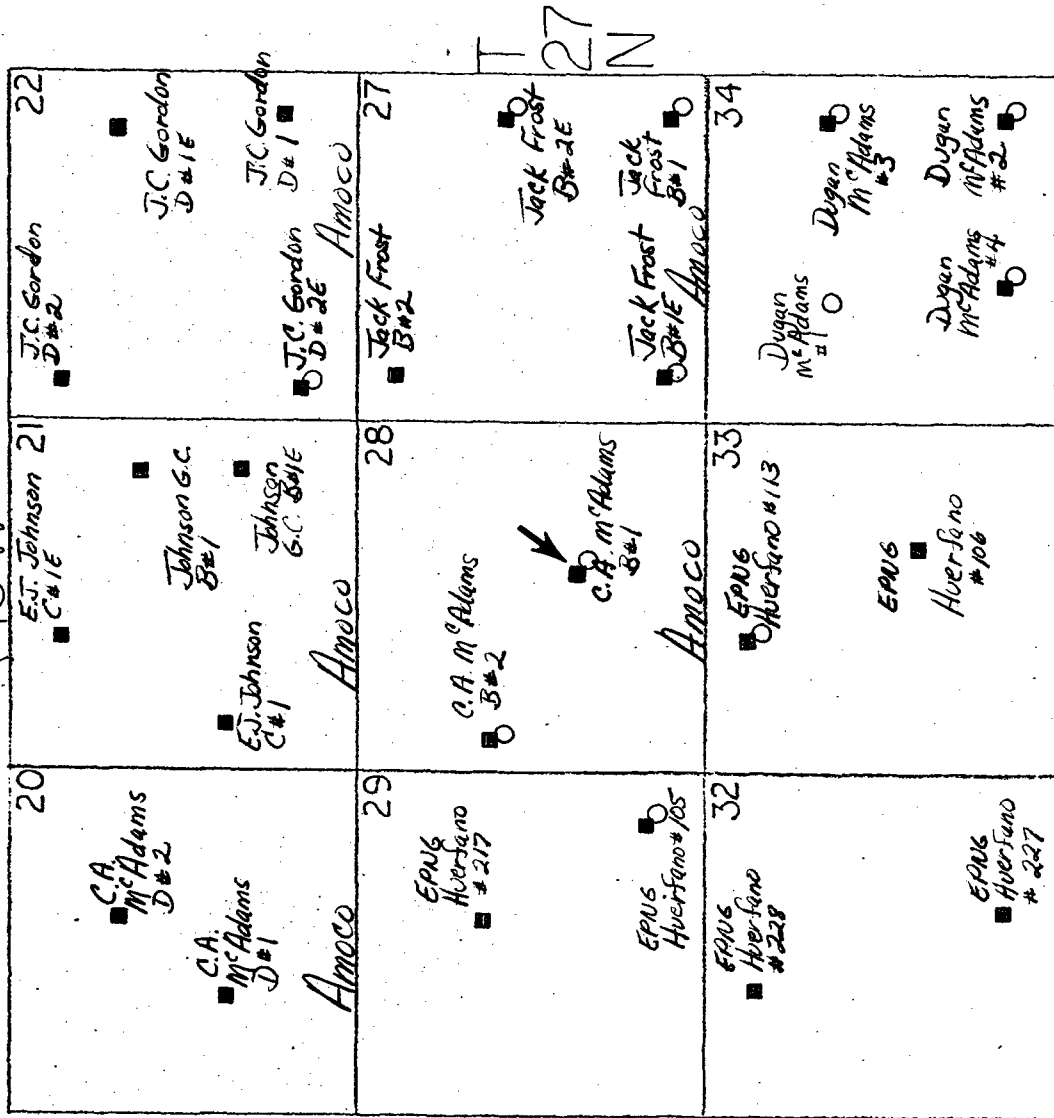 20
C.A.
McAdams
D#2
C.A.
McAdams
D#1
Amoco
E.J. Johnson
C#1E
21
Johnson G.C.
B#1
Johnson
G.C. B#1E
E.J. Johnson
C#1
Amoco
J.C. Gordon
D#2
22
J.C. Gordon
D#1E
J.C. Gordon
D#1
J.C. Gordon
D#2E
Amoco
T
27
N
29
EPNG
Huerfano
#217
EPNG
Huerfano #105
28
C.A. McAdams
B#2
C.A. McAdams
B#1
Amoco
27
Jack Frost
B#2
Jack Frost
B#2E
Jack Frost
B#1E
Jack
Frost
B#1
Amoco
32
EPNG
Huerfano
#228
EPNG
Huerfano
#227
33
EPNG
Huerfano #113
EPNG
Huerfano
#106
34
Dugan
McAdams
#1
Dugan
McAdams
#3
Dugan
McAdams
#4
Dugan
McAdams
#2